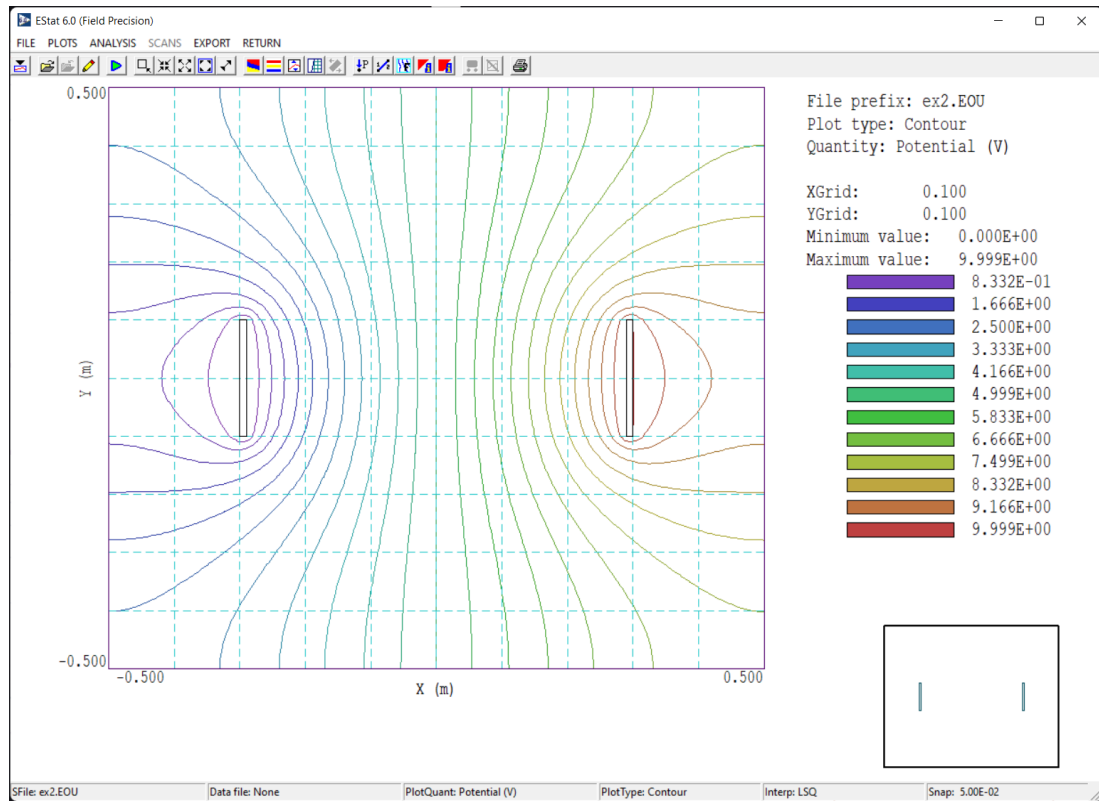 EStat 6.0 (Field Precision)
FILE PLOTS ANALYSIS SCANS EXPORT RETURN
0.500
Y (m)
-0.500
-0.500
0.500
X (m)
File prefix: ex2.EOU
Plot type: Contour
Quantity: Potential (V)
XGrid: 0.100
YGrid: 0.100
Minimum value: 0.000E+00
Maximum value: 9.999E+00
8.332E-01
1.666E+00
2.500E+00
3.333E+00
4.166E+00
4.999E+00
5.833E+00
6.666E+00
7.499E+00
8.332E+00
9.166E+00
9.999E+00
SFile: ex2.EOU Data file: None PlotQuant: Potential (V) PlotType: Contour Interp: LSQ Snap: 5.00E-02